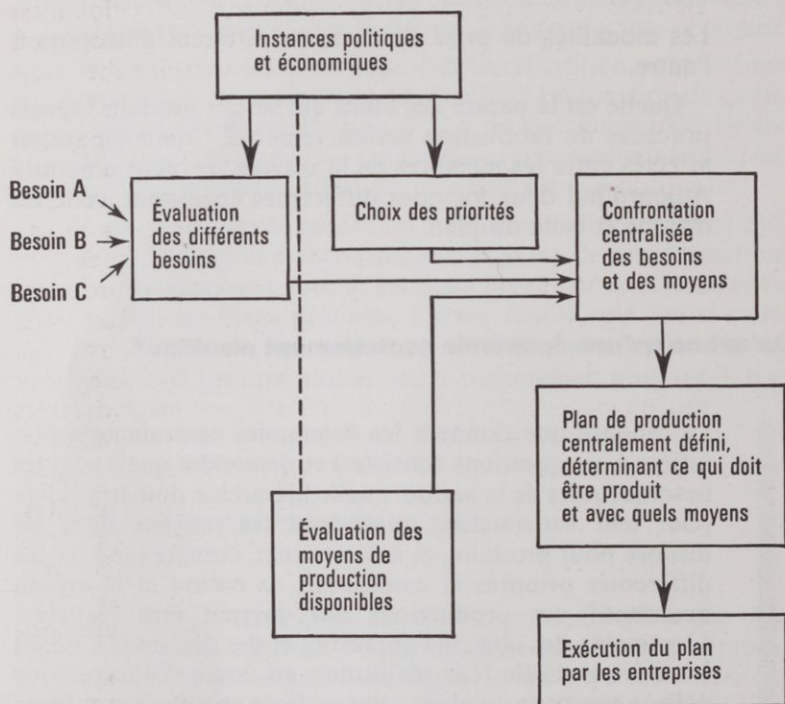 Instances politiques
et économiques
Besoin A
Besoin B
Besoin C
Évaluation
des différents
besoins
Choix des priorités
Confrontation
centralisée
des besoins
et des moyens
Plan de production
centralement défini,
déterminant ce qui doit
être produit
et avec quels moyens
Évaluation des
moyens de
production
disponibles
Exécution du plan
par les entreprises